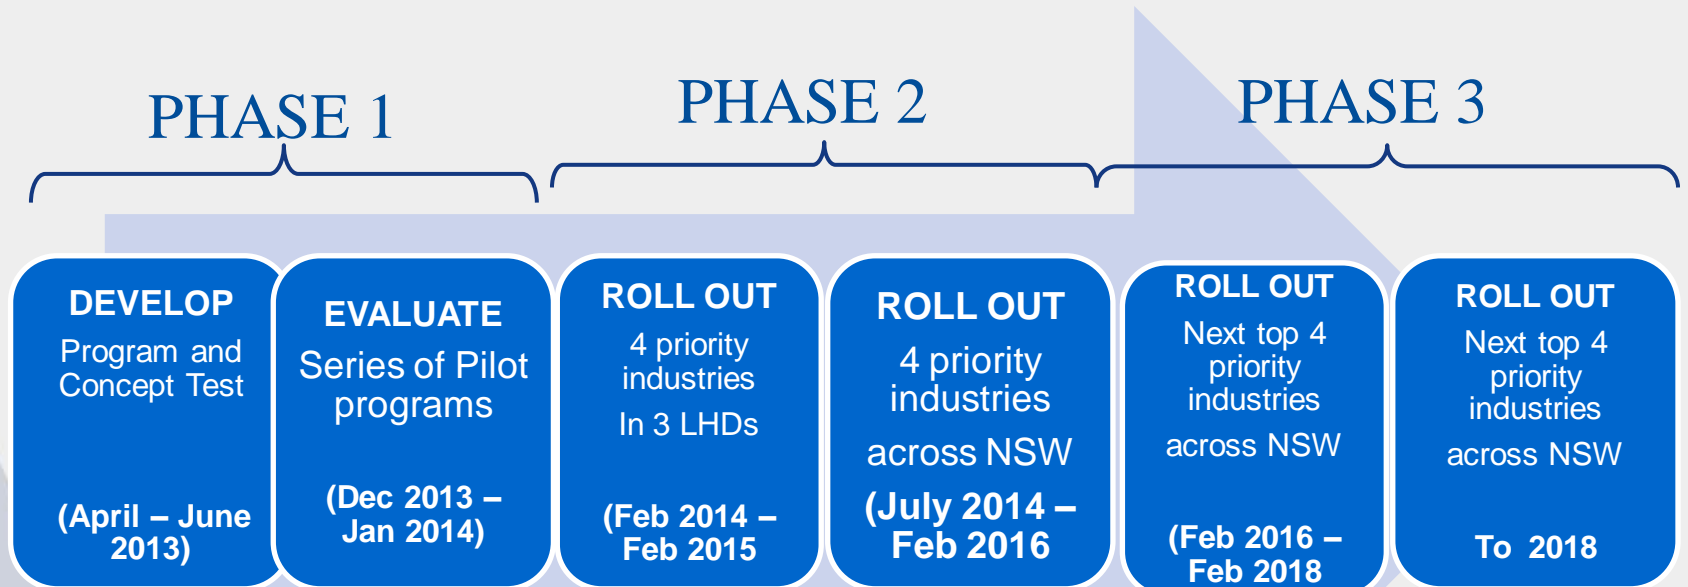 PHASE 1
PHASE 2
PHASE 3
DEVELOP
Program and
Concept Test
(April – June
2013)
EVALUATE
Series of Pilot
programs
(Dec 2013 –
Jan 2014)
ROLL OUT
4 priority
industries
In 3 LHDs
(Feb 2014 –
Feb 2015
ROLL OUT
4 priority
industries
across NSW
(July 2014 –
Feb 2016
ROLL OUT
Next top 4
priority
industries
across NSW
(Feb 2016 –
Feb 2018
ROLL OUT
Next top 4
priority
industries
across NSW
To 2018